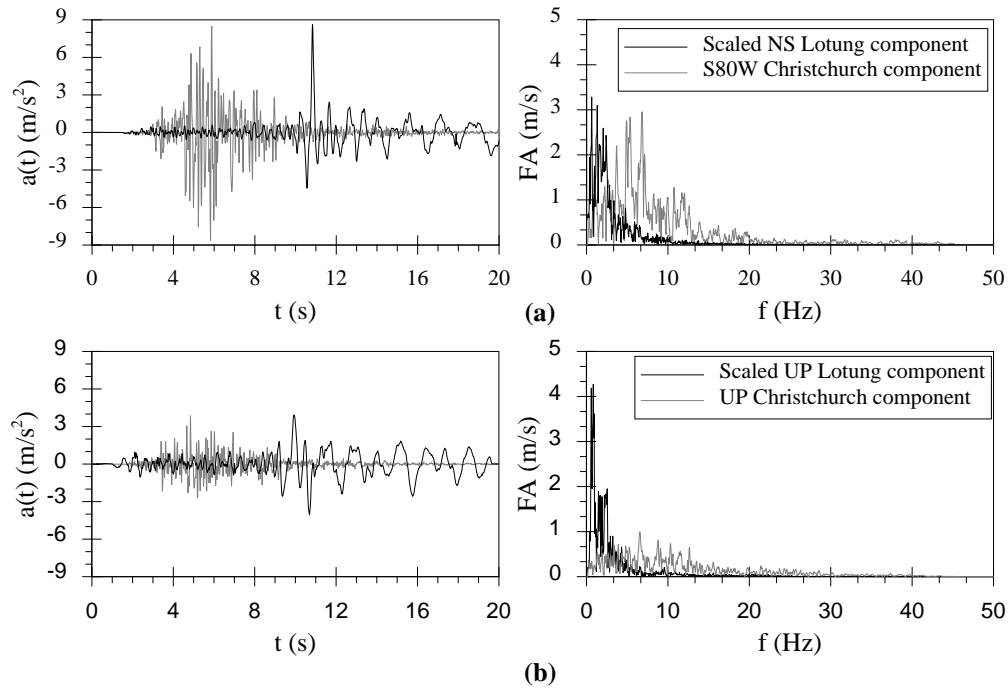 9
6
3
0
-3
-6
-9
a(t) (m/s²)
0 4 8 12 16 20
t (s)
5
4
3
2
1
0
FA (m/s)
Scaled NS Lotung component
S80W Christchurch component
0 10 20 30 40 50
f (Hz)
(a)
9
6
3
0
-3
-6
-9
a(t) (m/s²)
0 4 8 12 16 20
t (s)
5
4
3
2
1
0
FA (m/s)
Scaled UP Lotung component
UP Christchurch component
0 10 20 30 40 50
f (Hz)
(b)